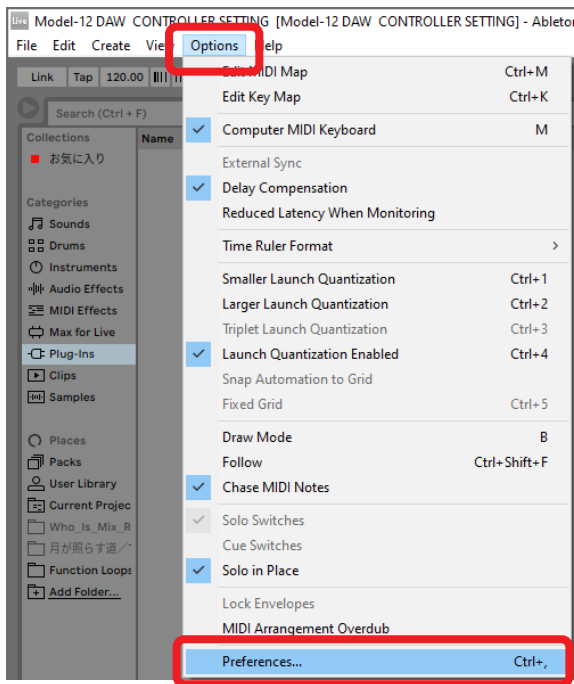 Live Model-12 DAW CONTROLLER SETTING [Model-12 DAW CONTROLLER SETTING] - Ableto
File Edit Create View Options Help
Link Tap 120.00
Search (Ctrl + F)
Collections
お気に入り
Categories
Sounds
Drums
Instruments
Audio Effects
MIDI Effects
Max for Live
Plug-Ins
Clips
Samples
Places
Packs
User Library
Current Projec
Who_Is_Mix_R
月が照らす道／
Function Loops
Add Folder...
Name
Edit MIDI Map Ctrl+M
Edit Key Map Ctrl+K
Computer MIDI Keyboard M
External Sync
Delay Compensation
Reduced Latency When Monitoring
Time Ruler Format
Smaller Launch Quantization Ctrl+1
Larger Launch Quantization Ctrl+2
Triplet Launch Quantization Ctrl+3
Launch Quantization Enabled Ctrl+4
Snap Automation to Grid
Fixed Grid Ctrl+5
Draw Mode B
Follow Ctrl+Shift+F
Chase MIDI Notes
Solo Switches
Cue Switches
Solo in Place
Lock Envelopes
MIDI Arrangement Overdub
Preferences... Ctrl+,